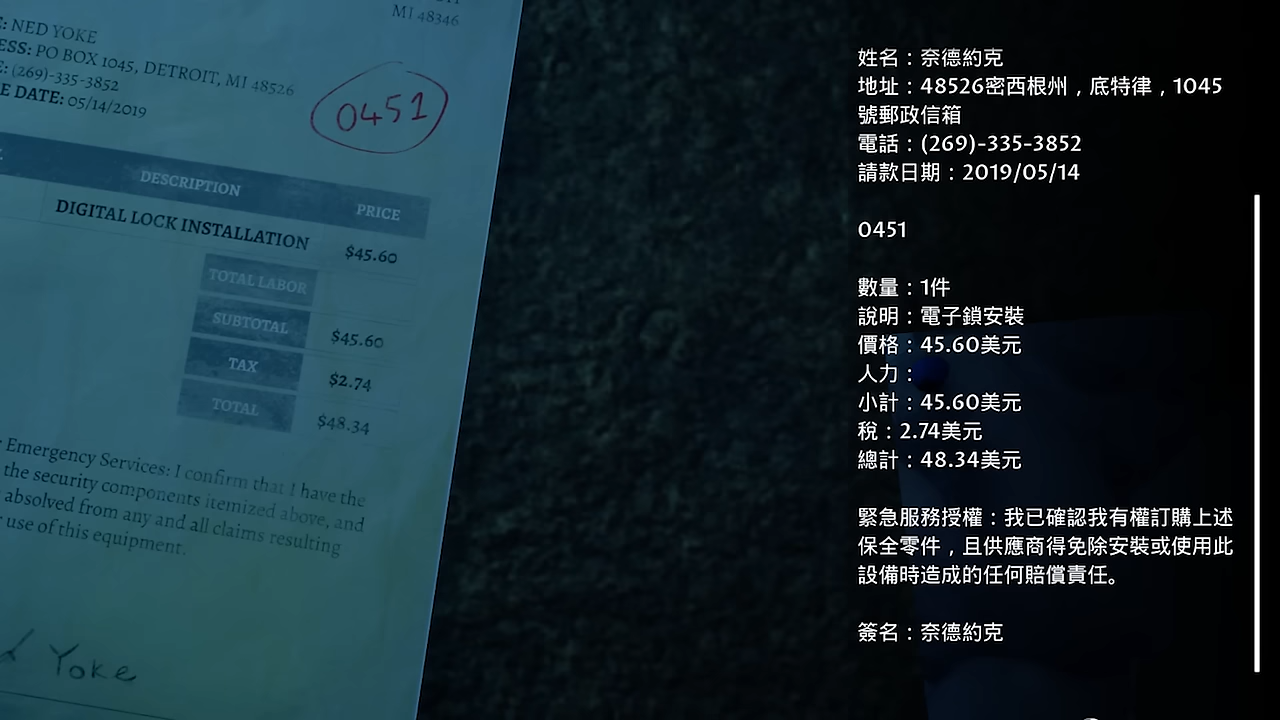 MI 48346
: NED YOKE
ESS: PO BOX 1045, DETROIT, MI 48526
E: (269)-335-3852
E DATE: 05/14/2019
0451
DESCRIPTION PRICE
DIGITAL LOCK INSTALLATION $45.60
TOTAL LABOR
SUBTOTAL $45.60
TAX $2.74
TOTAL $48.34
Emergency Services: I confirm that I have the
the security components itemized above, and
absolved from any and all claims resulting
use of this equipment.
Yoke
姓名：奈德約克
地址：48526密西根州，底特律，1045
號郵政信箱
電話：(269)-335-3852
請款日期：2019/05/14
0451
數量：1件
說明：電子鎖安裝
價格：45.60美元
人力：
小計：45.60美元
稅：2.74美元
總計：48.34美元
緊急服務授權：我已確認我有權訂購上述
保全零件，且供應商得免除安裝或使用此
設備時造成的任何賠償責任。
簽名：奈德約克